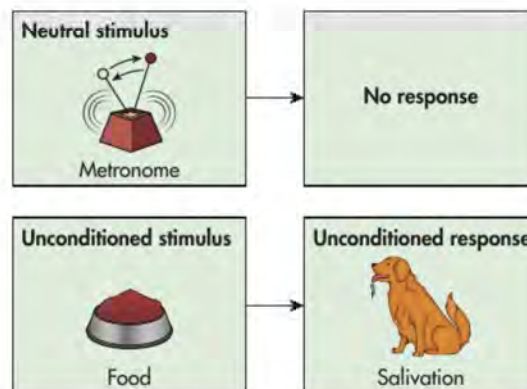 Neutral stimulus
Metronome
No response
Unconditioned stimulus
Food
Unconditioned response
Salivation